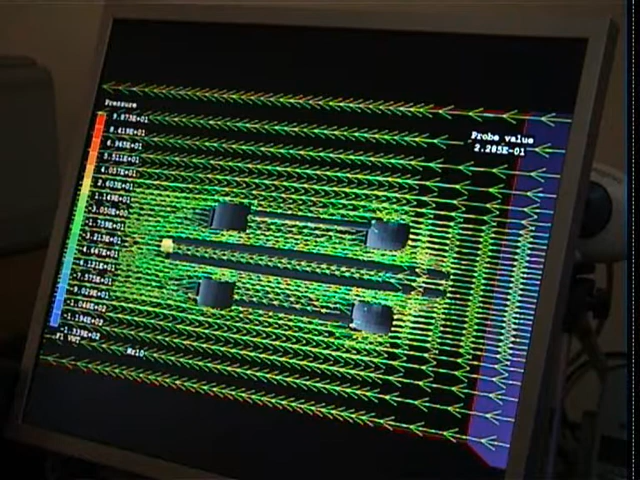 Pressure
9.873E+01
8.419E+01
6.965E+01
5.511E+01
4.057E+01
2.603E+01
1.149E+01
-3.050E+00
-1.759E+01
-3.213E+01
-4.667E+01
-6.121E+01
-7.575E+01
-9.029E+01
-1.048E+02
-1.194E+02
-1.339E+02
Probe value
2.285E-01